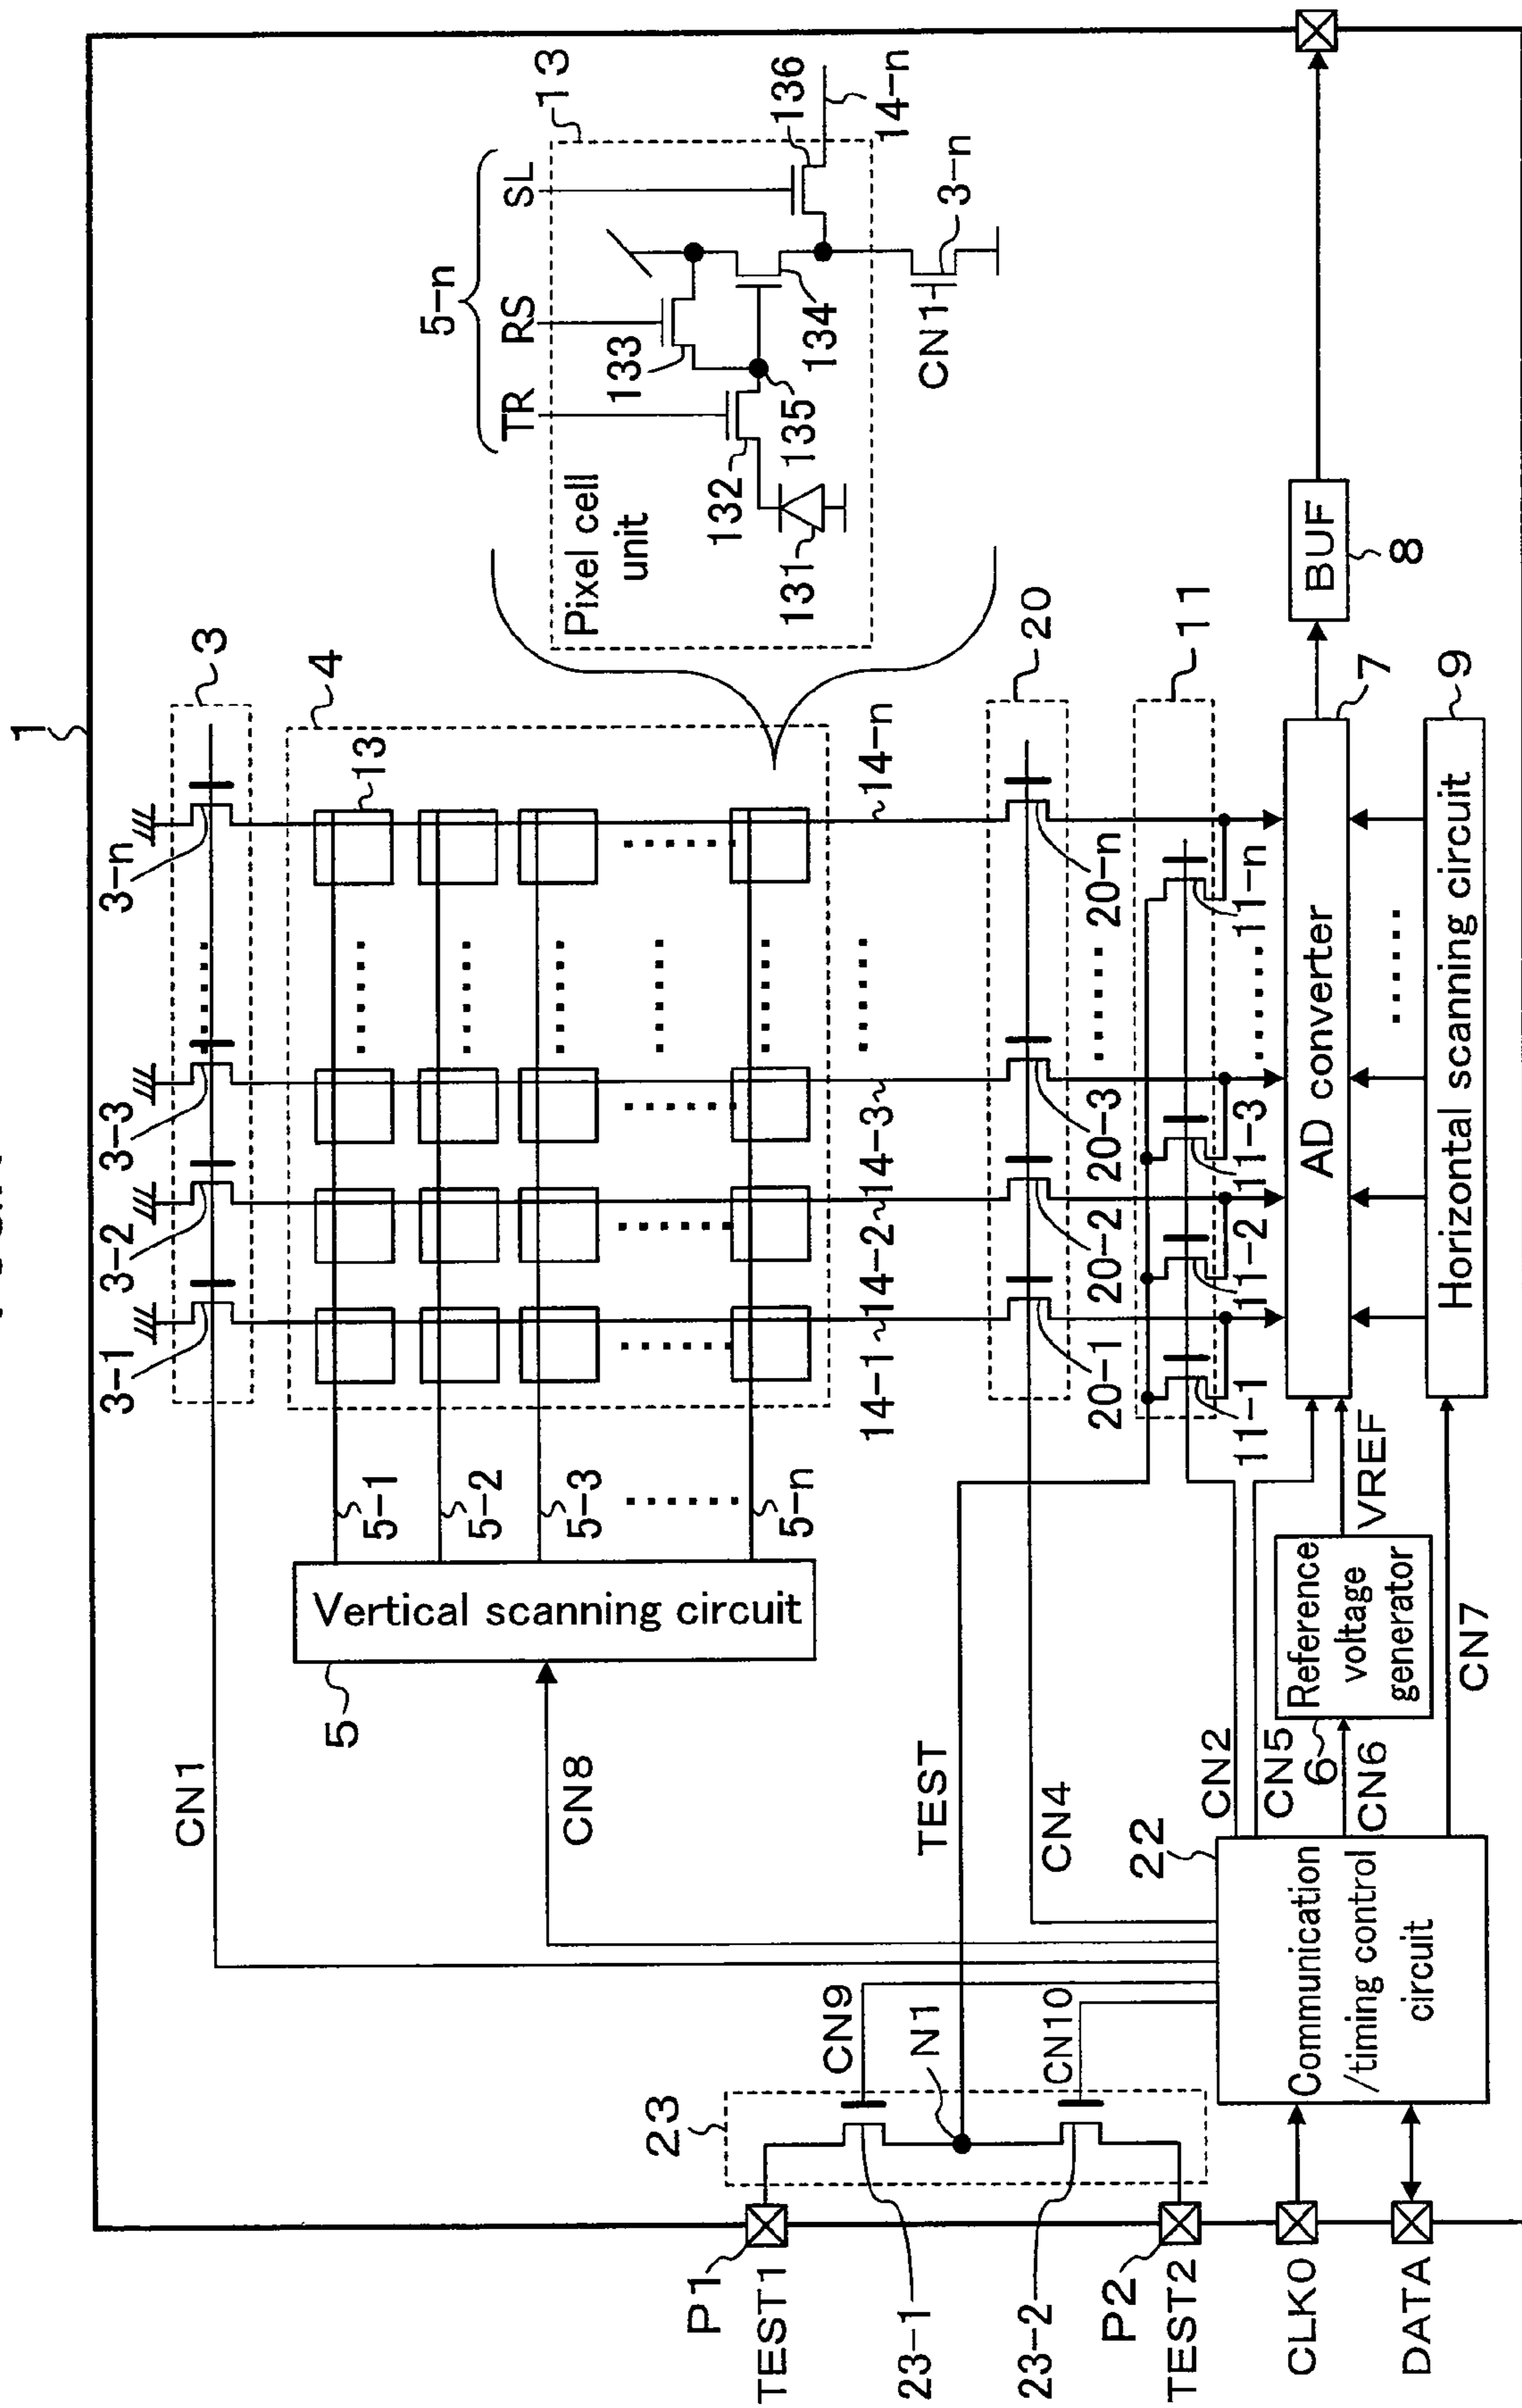 1
3-1
3-2
3-3
3-n
3
CN1
4
13
5-1
5-2
5-3
5-n
Vertical scanning circuit
5
CN8
14-1
14-2
14-3
14-n
5-n
TR
RS
SL
13
Pixel cell
unit
131
132
133
134
135
136
14-n
CN1
3-n
20
20-1
20-2
20-3
20-n
TEST
CN4
11
11-1
11-2
11-3
11-n
23
CN9
N1
CN10
P1
TEST1
23-1
23-2
P2
TEST2
CLK0
DATA
22
Communication
/timing control
circuit
CN2
CN5
6
CN6
CN7
Reference
voltage
generator
VREF
AD converter
7
BUF
8
Horizontal scanning circuit
9